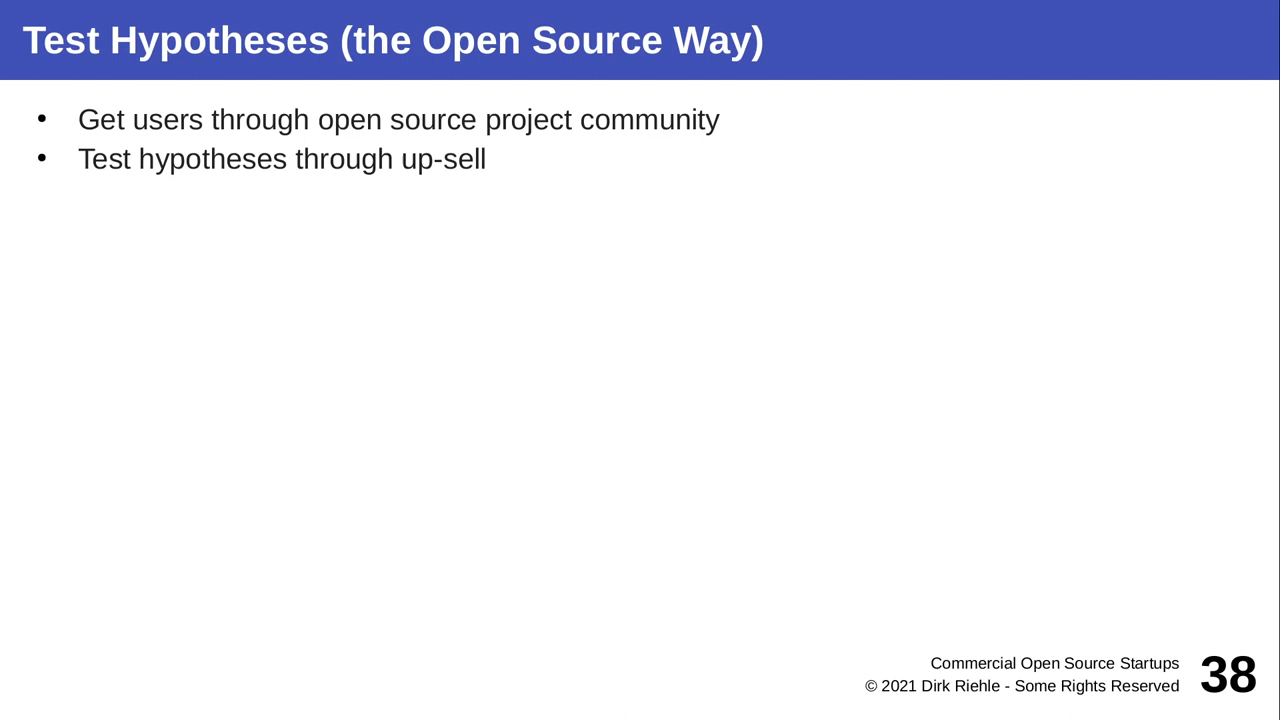 Test Hypotheses (the Open Source Way)
• Get users through open source project community
• Test hypotheses through up-sell
Commercial Open Source Startups
© 2021 Dirk Riehle - Some Rights Reserved
38